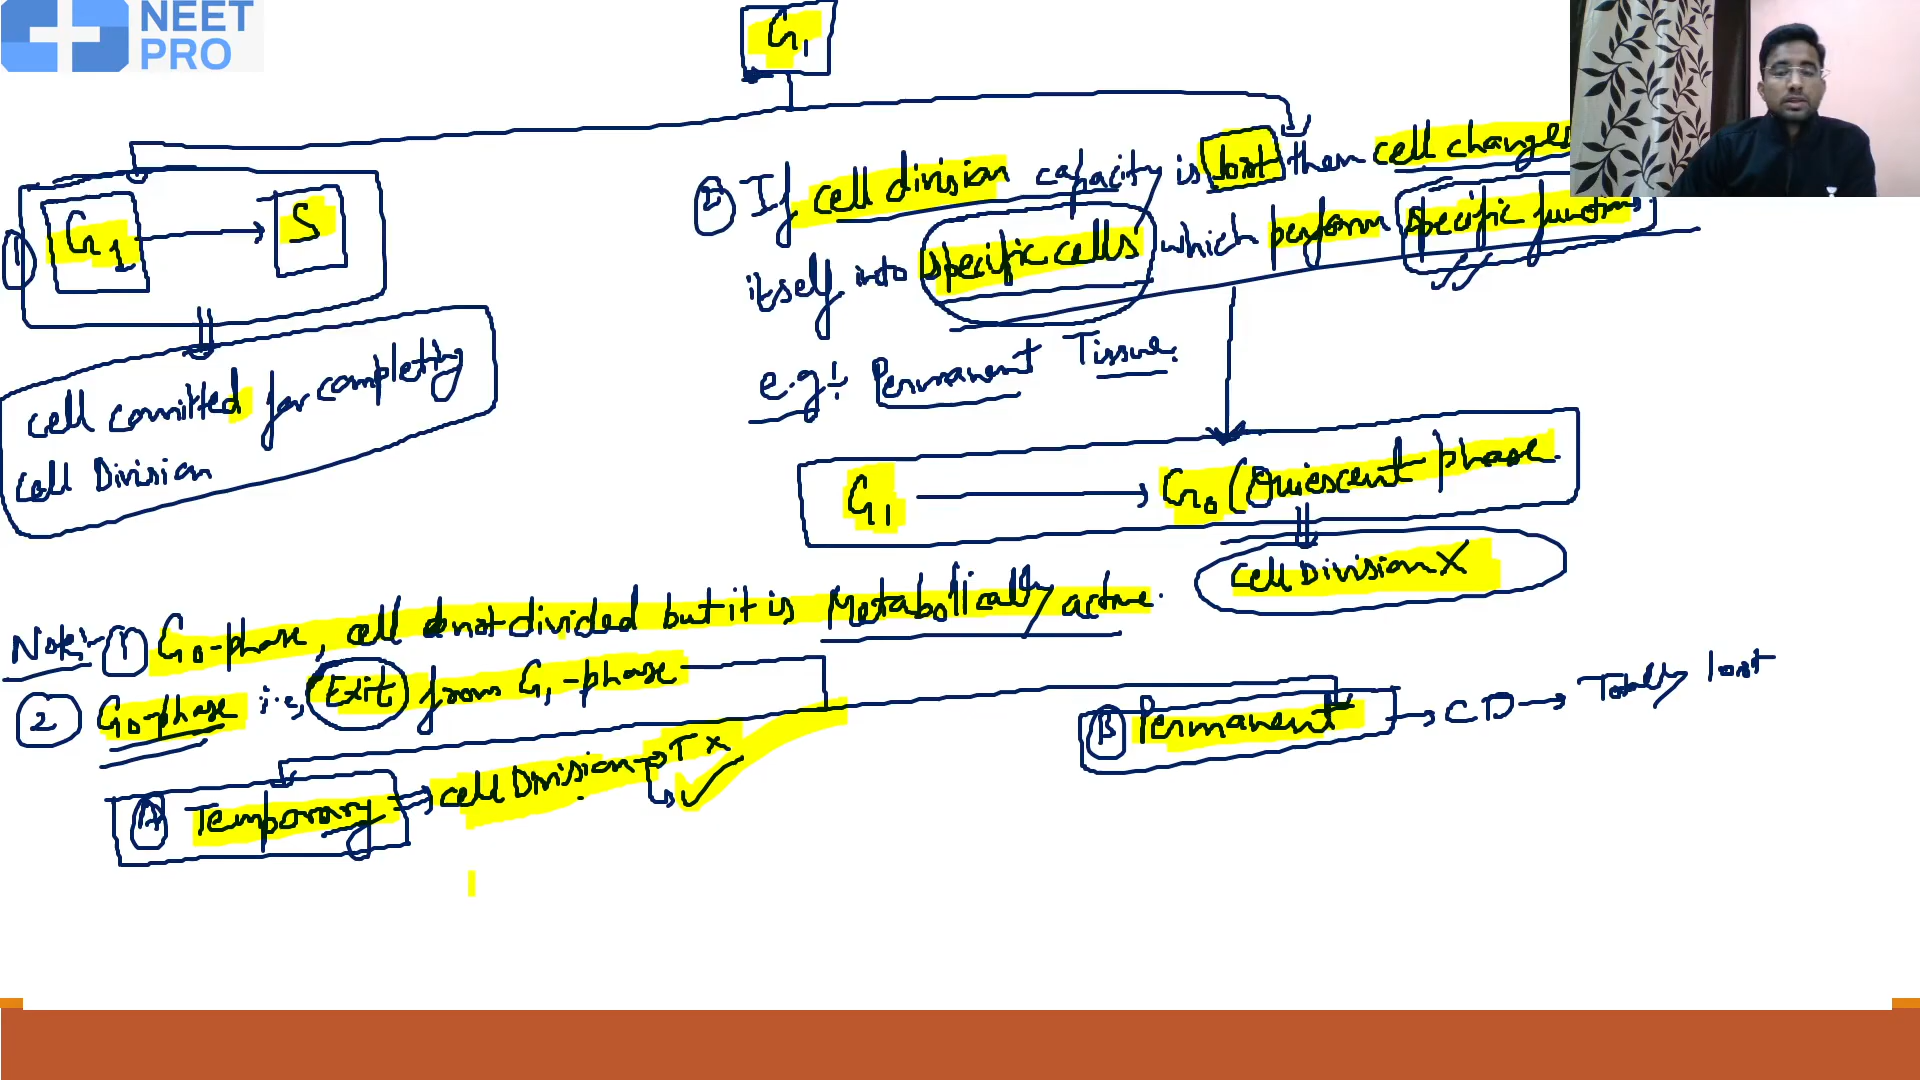 NEET
PRO
G1
① G1 → S
cell committed for completing
cell Division
② If cell division capacity is lost then cell changes
itself into specific cells which perform specific function
e.g:- Permanent Tissue.
G1 → G0 (Quiescent phase.
cell Division X
Note:- ① G0-phase, cell donot divided but it is Metabolically active.
② G0-phase i.e, Exit from G1-phase
Ⓐ Temporary ⇒ cell Division → T X
✓
Ⓑ Permanent → CD → Totally lost